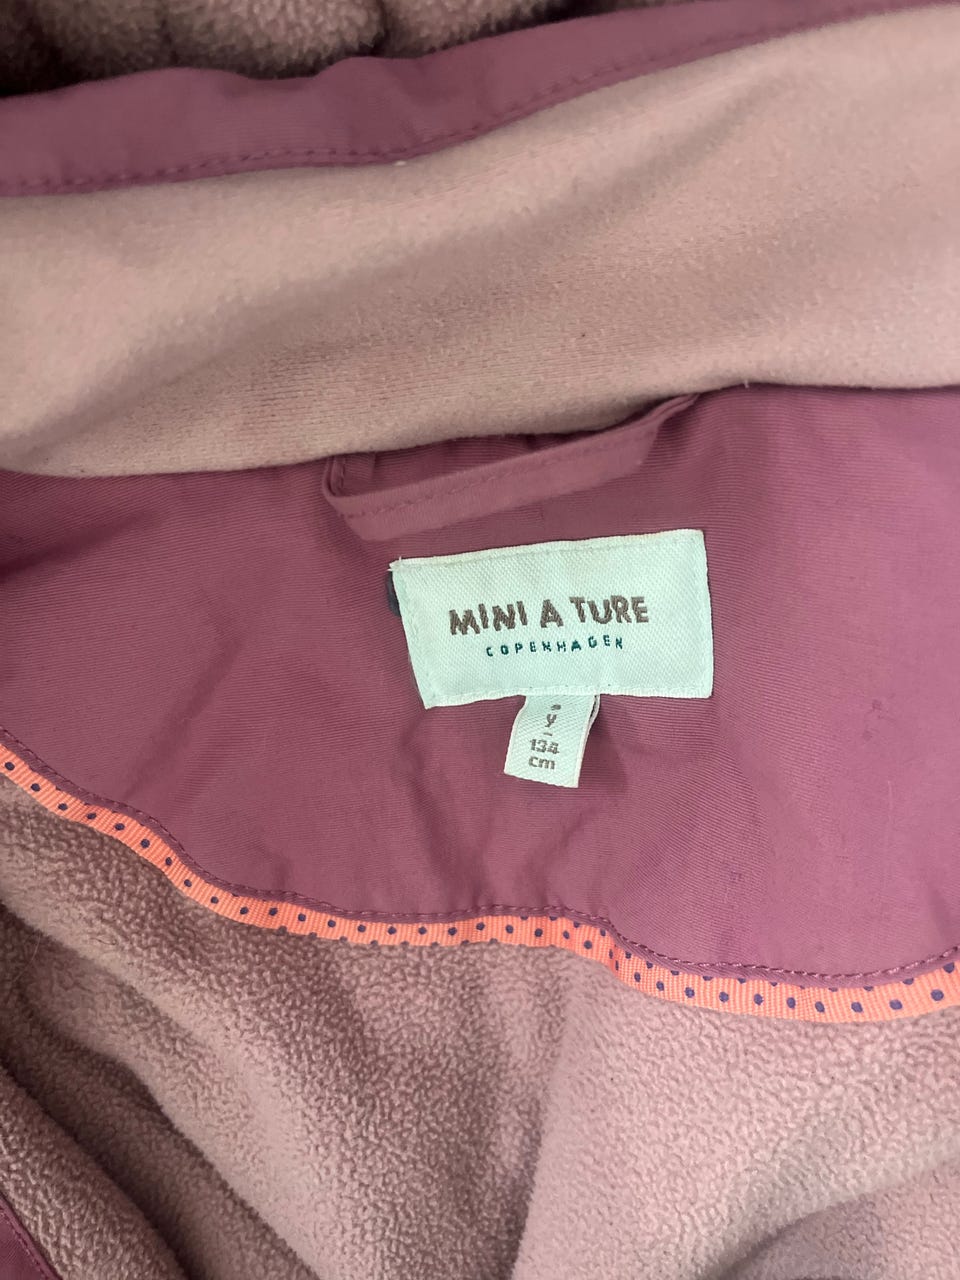 MINI A TURE
COPENHAGEN
y
134
cm